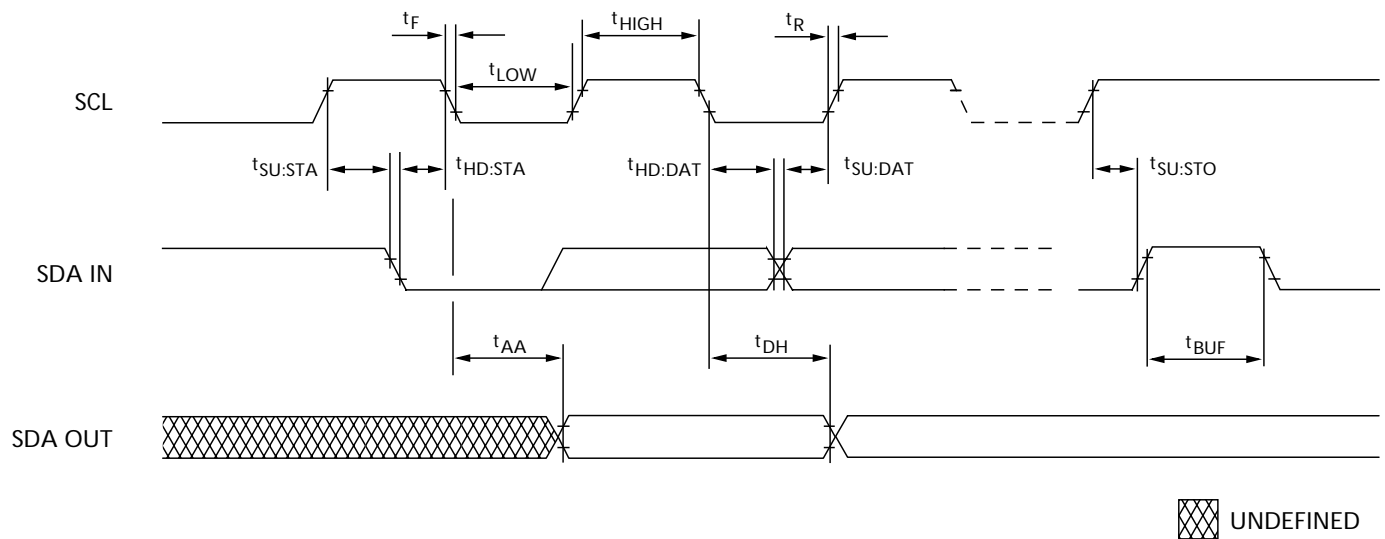 tF
tHIGH
tR
tLOW
SCL
tSU:STA
tHD:STA
tHD:DAT
tSU:DAT
tSU:STO
SDA IN
tAA
tDH
tBUF
SDA OUT
UNDEFINED